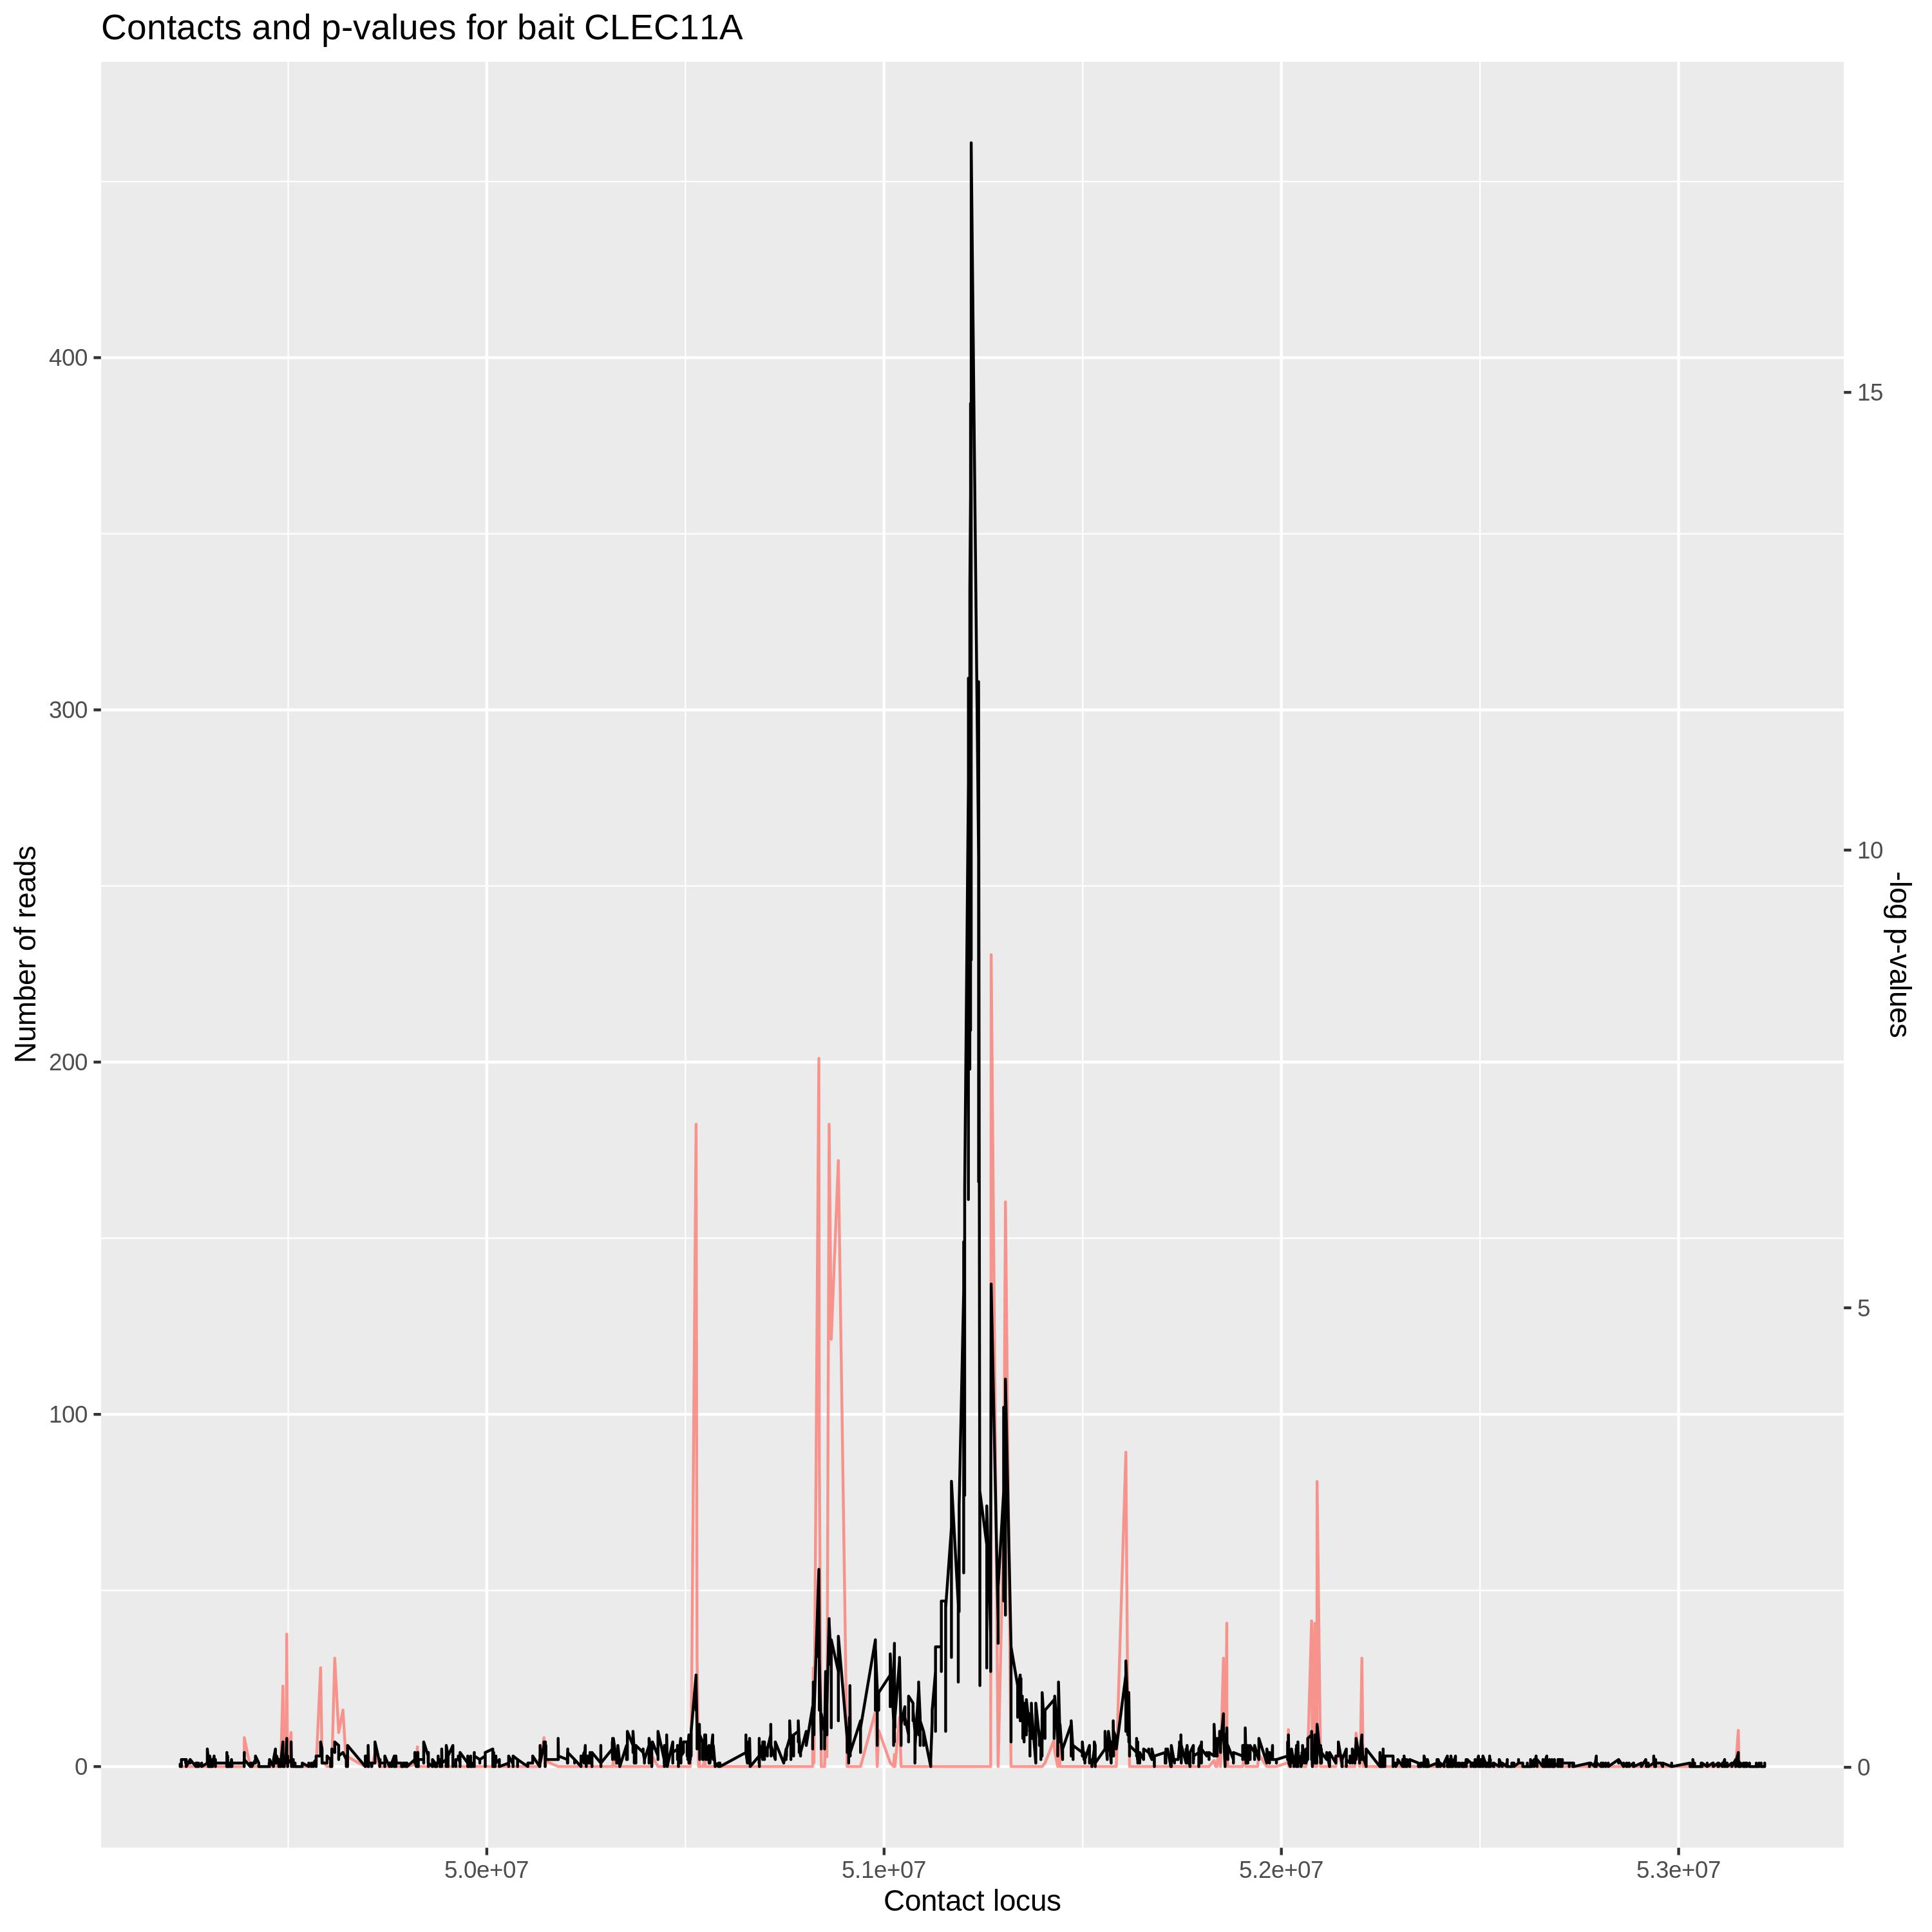 Contacts and p-values for bait CLEC11A
400
300
200
100
0
Number of reads
15
10
5
0
-log p-values
5.0e+07
5.1e+07
5.2e+07
5.3e+07
Contact locus